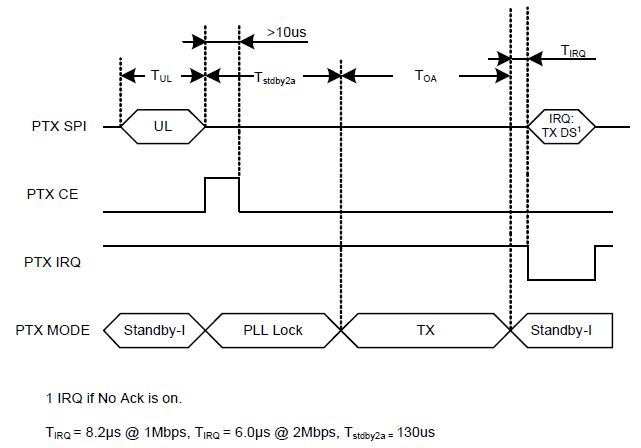 >10us
TIRQ
TUL
Tstdby2a
TOA
PTX SPI
UL
IRQ:
TX DS1
PTX CE
PTX IRQ
PTX MODE
Standby-I
PLL Lock
TX
Standby-I
1 IRQ if No Ack is on.
TIRQ = 8.2µs @ 1Mbps, TIRQ = 6.0µs @ 2Mbps, Tstdby2a = 130us